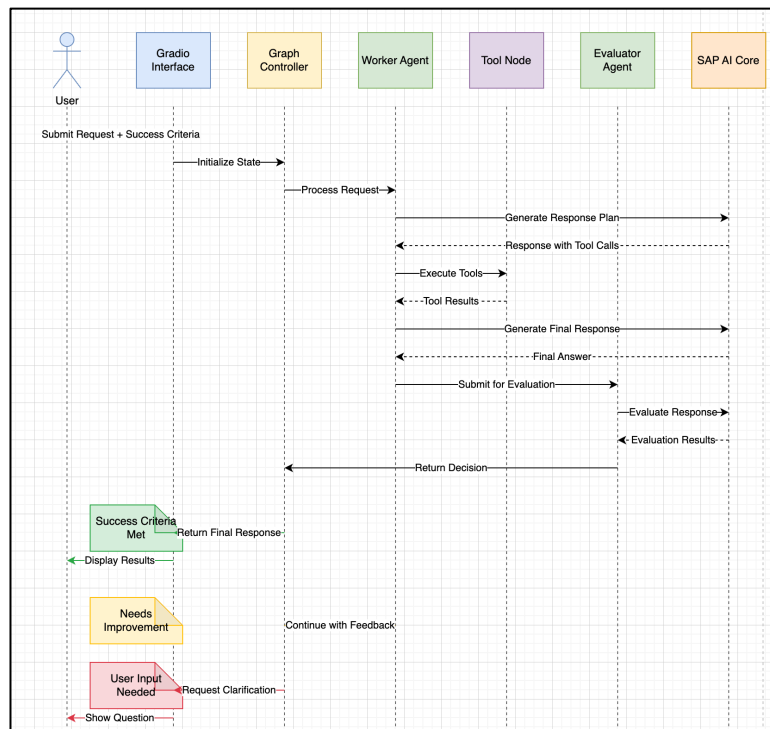 Gradio
Interface
Graph
Controller
Worker Agent
Tool Node
Evaluator
Agent
SAP AI Core
User
Submit Request + Success Criteria
Initialize State
Process Request
Generate Response Plan
Response with Tool Calls
Execute Tools
Tool Results
Generate Final Response
Final Answer
Submit for Evaluation
Evaluate Response
Evaluation Results
Return Decision
Success Criteria
Met
Return Final Response
Display Results
Needs
Improvement
Continue with Feedback
User Input
Needed
Request Clarification
Show Question